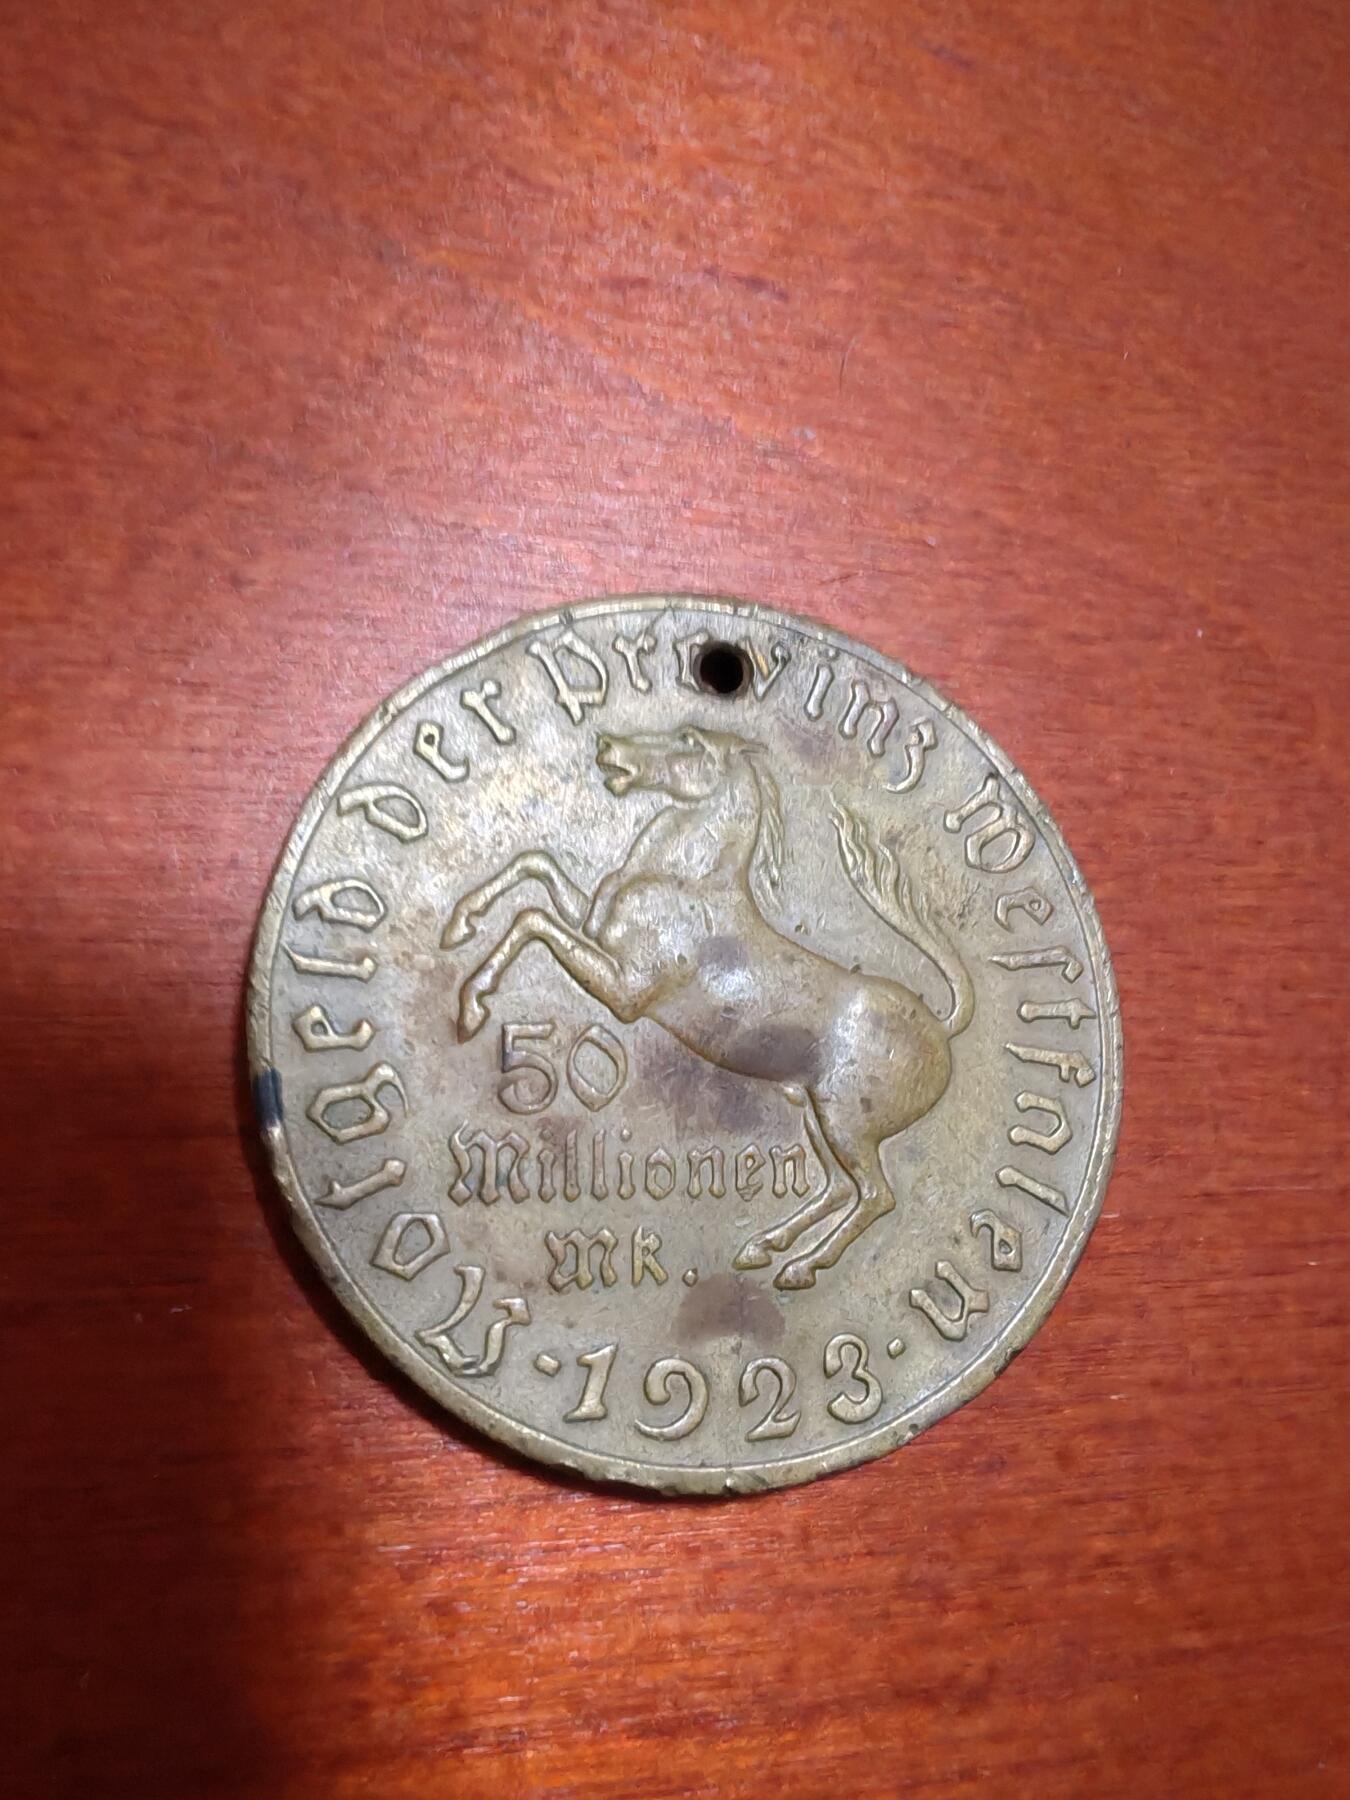 Notgeld der Provinz Westfalen
50
Millionen
Mk.
·1923·